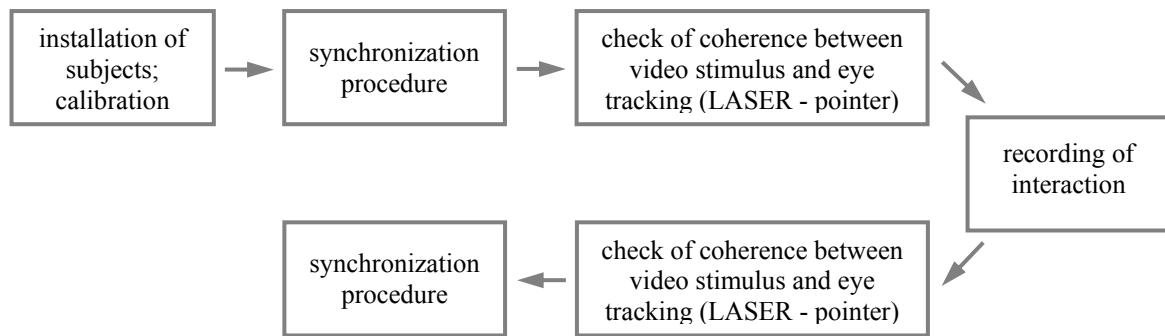 installation of
subjects;
calibration
synchronization
procedure
check of coherence between
video stimulus and eye
tracking (LASER - pointer)
recording of
interaction
check of coherence between
video stimulus and eye
tracking (LASER - pointer)
synchronization
procedure